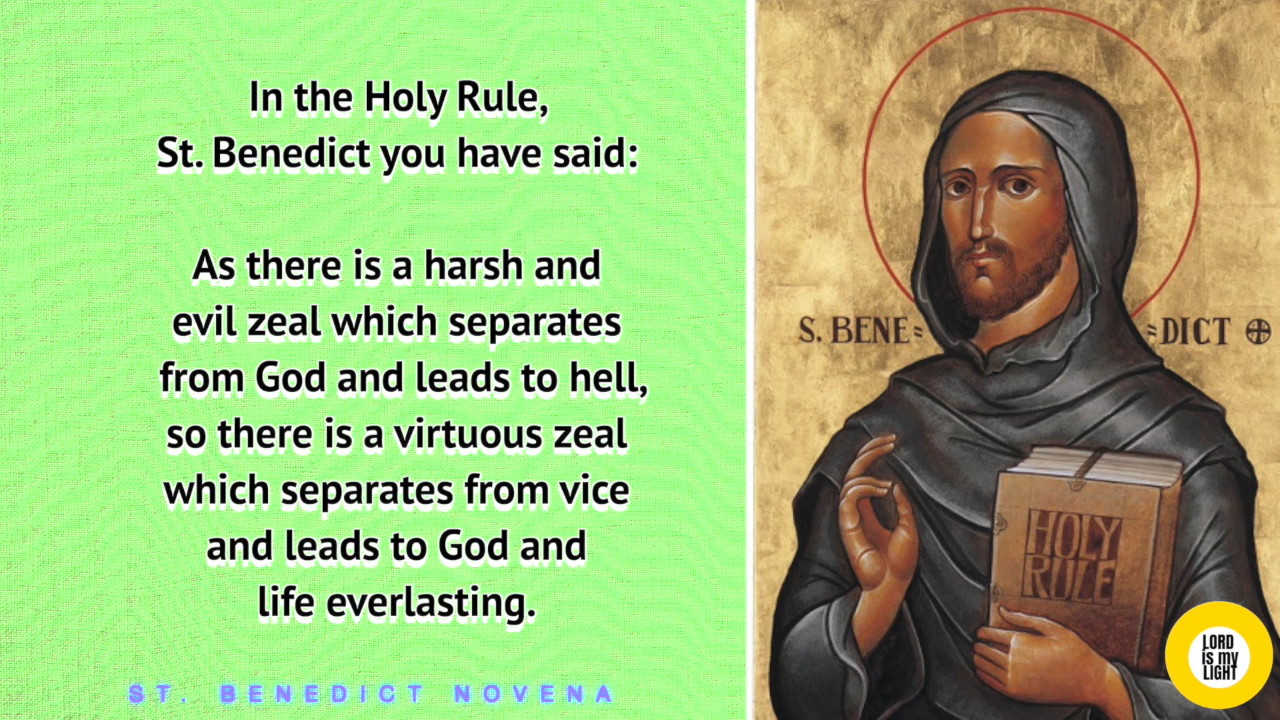 In the Holy Rule,
St. Benedict you have said:
As there is a harsh and
evil zeal which separates
from God and leads to hell,
so there is a virtuous zeal
which separates from vice
and leads to God and
life everlasting.
ST. BENEDICT NOVENA
S. BENE= =DICT
HOLY
RULE
LORD
is my
LIGHT